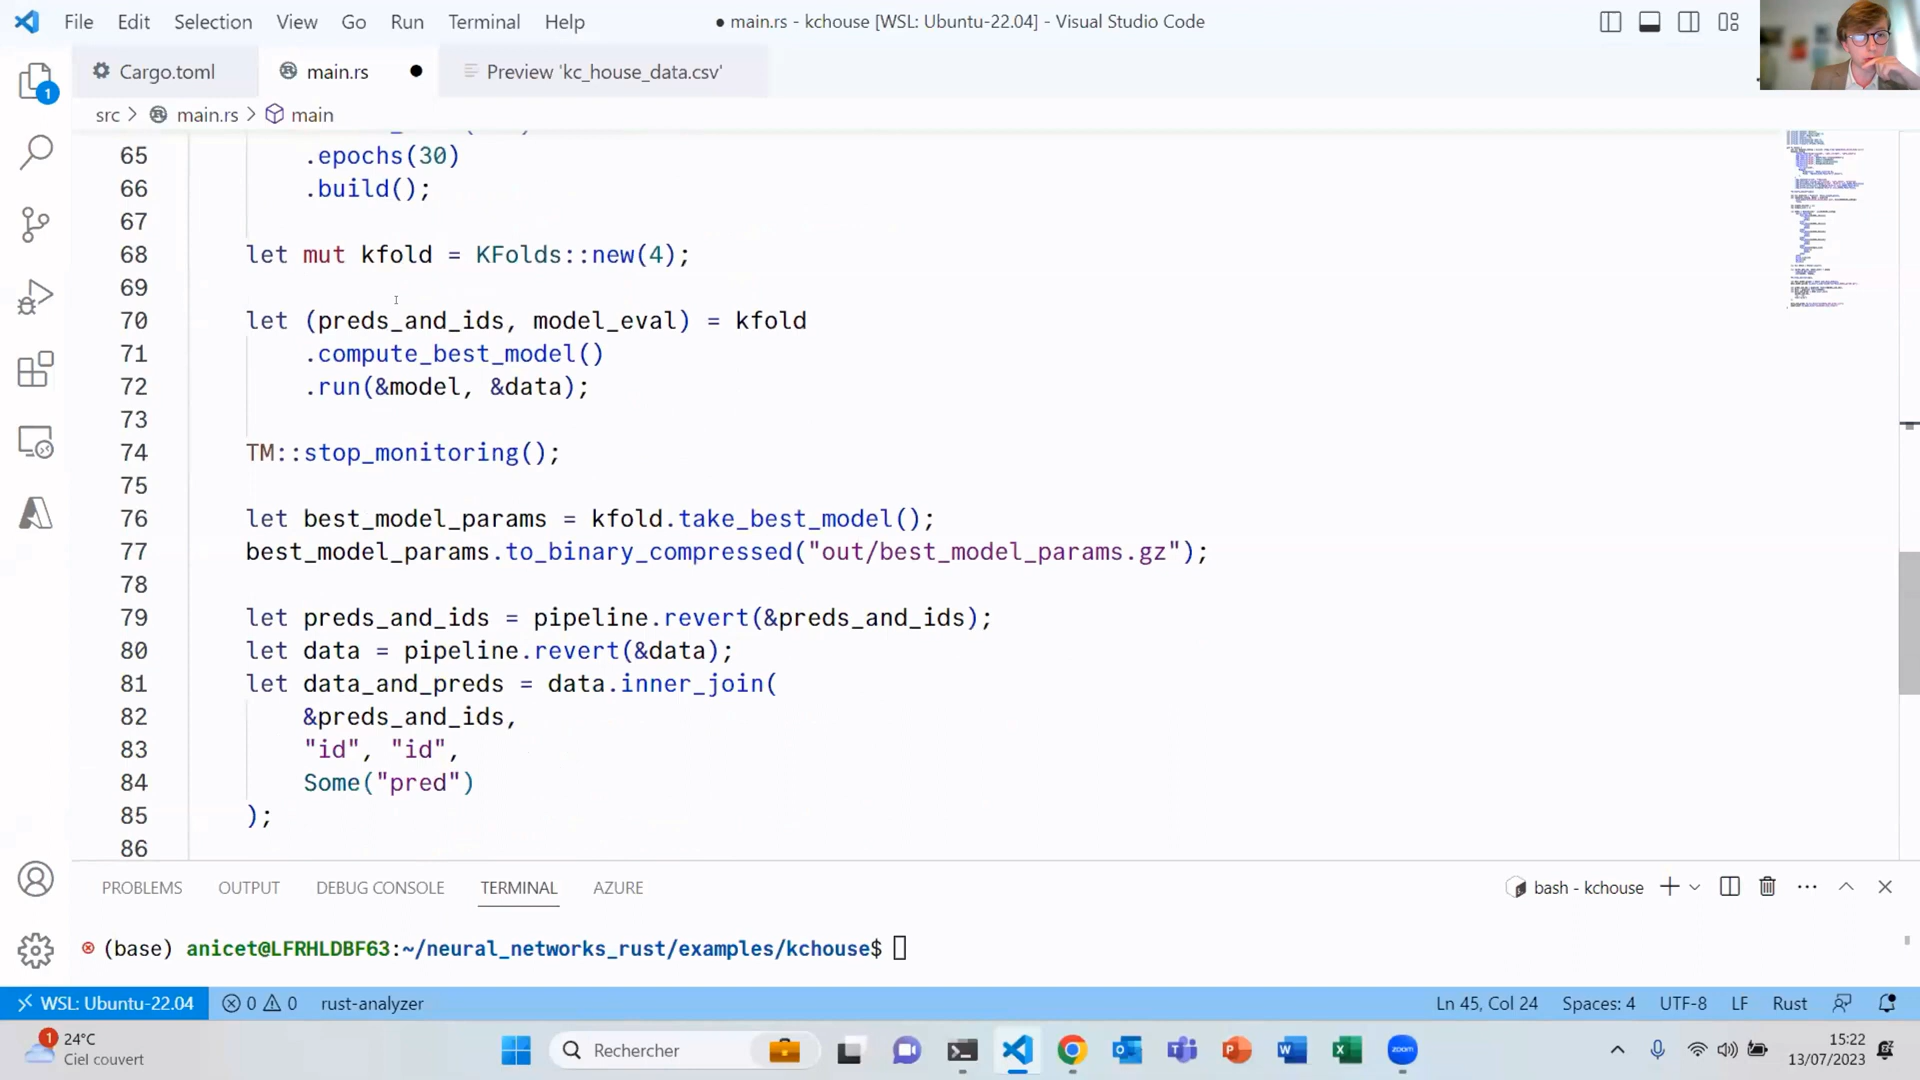 File Edit Selection View Go Run Terminal Help
● main.rs - kchouse [WSL: Ubuntu-22.04] - Visual Studio Code
Cargo.toml main.rs Preview 'kc_house_data.csv'
src > main.rs > main
65 .epochs(30)
66 .build();
67
68 let mut kfold = KFolds::new(4);
69
70 let (preds_and_ids, model_eval) = kfold
71 .compute_best_model()
72 .run(&model, &data);
73
74 TM::stop_monitoring();
75
76 let best_model_params = kfold.take_best_model();
77 best_model_params.to_binary_compressed("out/best_model_params.gz");
78
79 let preds_and_ids = pipeline.revert(&preds_and_ids);
80 let data = pipeline.revert(&data);
81 let data_and_preds = data.inner_join(
82 &preds_and_ids,
83 "id", "id",
84 Some("pred")
85 );
86
1
PROBLEMS OUTPUT DEBUG CONSOLE TERMINAL AZURE
bash - kchouse
(base) anicet@LFRHLDBF63:~/neural_networks_rust/examples/kchouse$
WSL: Ubuntu-22.04 0 0 rust-analyzer
Ln 45, Col 24 Spaces: 4 UTF-8 LF Rust
1
24°C
Ciel couvert
Rechercher
zoom
15:22
13/07/2023